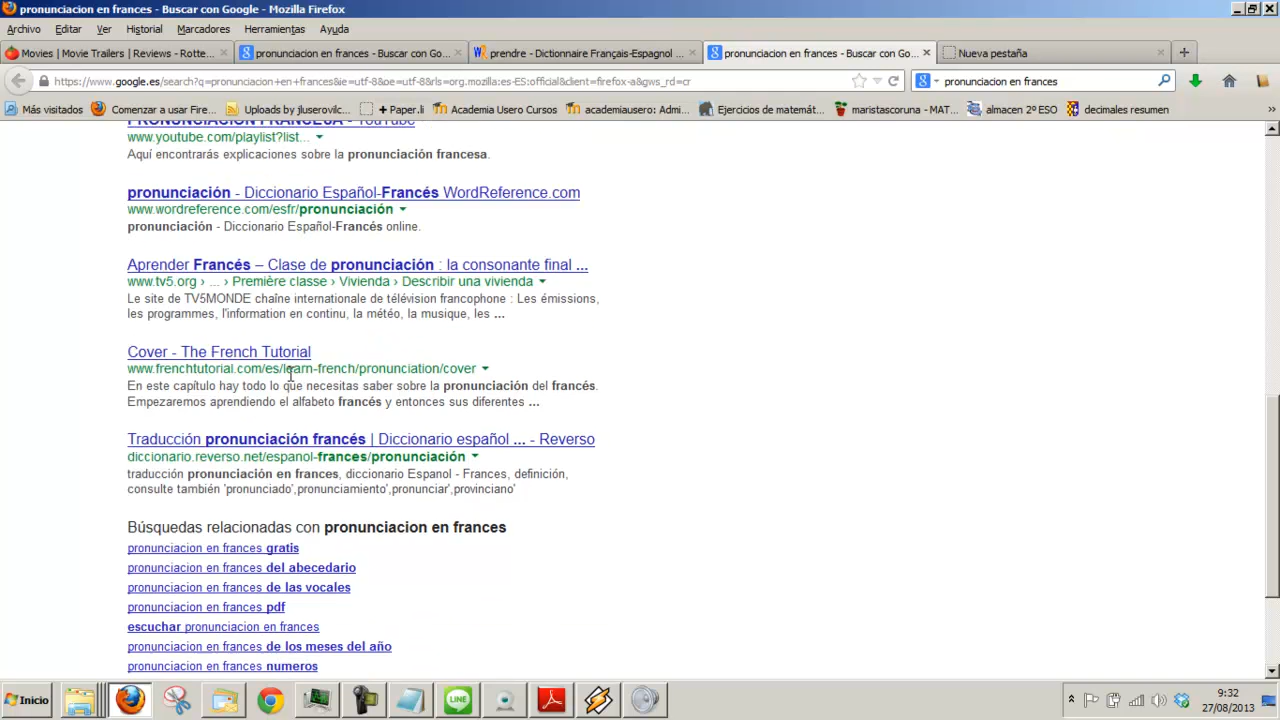 pronunciacion en frances - Buscar con Google - Mozilla Firefox
Archivo Editar Ver Historial Marcadores Herramientas Ayuda
Movies | Movie Trailers | Reviews - Rotte...
pronunciacion en frances - Buscar con Go...
prendre - Dictionnaire Français-Espagnol ...
pronunciacion en frances - Buscar con Go...
Nueva pestaña
https://www.google.es/search?q=pronunciacion+en+frances&ie=utf-8&oe=utf-8&rls=org.mozilla:es-ES:official&client=firefox-a&gws_rd=cr
pronunciacion en frances
Más visitados
Comenzar a usar Fire...
Uploads by jluserovilc...
+ Paper.li
Academia Usero Cursos
academiausero: Admi...
Ejercicios de matemát...
maristascoruna - MAT...
almacen 2º ESO
decimales resumen
PRONUNCIACIÓN FRANCESA - YouTube
www.youtube.com/playlist?list...
Aquí encontrarás explicaciones sobre la pronunciación francesa.
pronunciación - Diccionario Español-Francés WordReference.com
www.wordreference.com/esfr/pronunciación
pronunciación - Diccionario Español-Francés online.
Aprender Francés – Clase de pronunciación : la consonante final ...
www.tv5.org › ... › Première classe › Vivienda › Describir una vivienda
Le site de TV5MONDE chaîne internationale de télévision francophone : Les émissions,
les programmes, l'information en continu, la météo, la musique, les ...
Cover - The French Tutorial
www.frenchtutorial.com/es/learn-french/pronunciation/cover
En este capítulo hay todo lo que necesitas saber sobre la pronunciación del francés.
Empezaremos aprendiendo el alfabeto francés y entonces sus diferentes ...
Traducción pronunciación francés | Diccionario español ... - Reverso
diccionario.reverso.net/espanol-frances/pronunciación
traducción pronunciación en frances, diccionario Espanol - Frances, definición,
consulte también 'pronunciado',pronunciamiento',pronunciar',provinciano'
Búsquedas relacionadas con pronunciacion en frances
pronunciacion en frances gratis
pronunciacion en frances del abecedario
pronunciacion en frances de las vocales
pronunciacion en frances pdf
escuchar pronunciacion en frances
pronunciacion en frances de los meses del año
pronunciacion en frances numeros
Inicio
LINE
9:32
27/08/2013